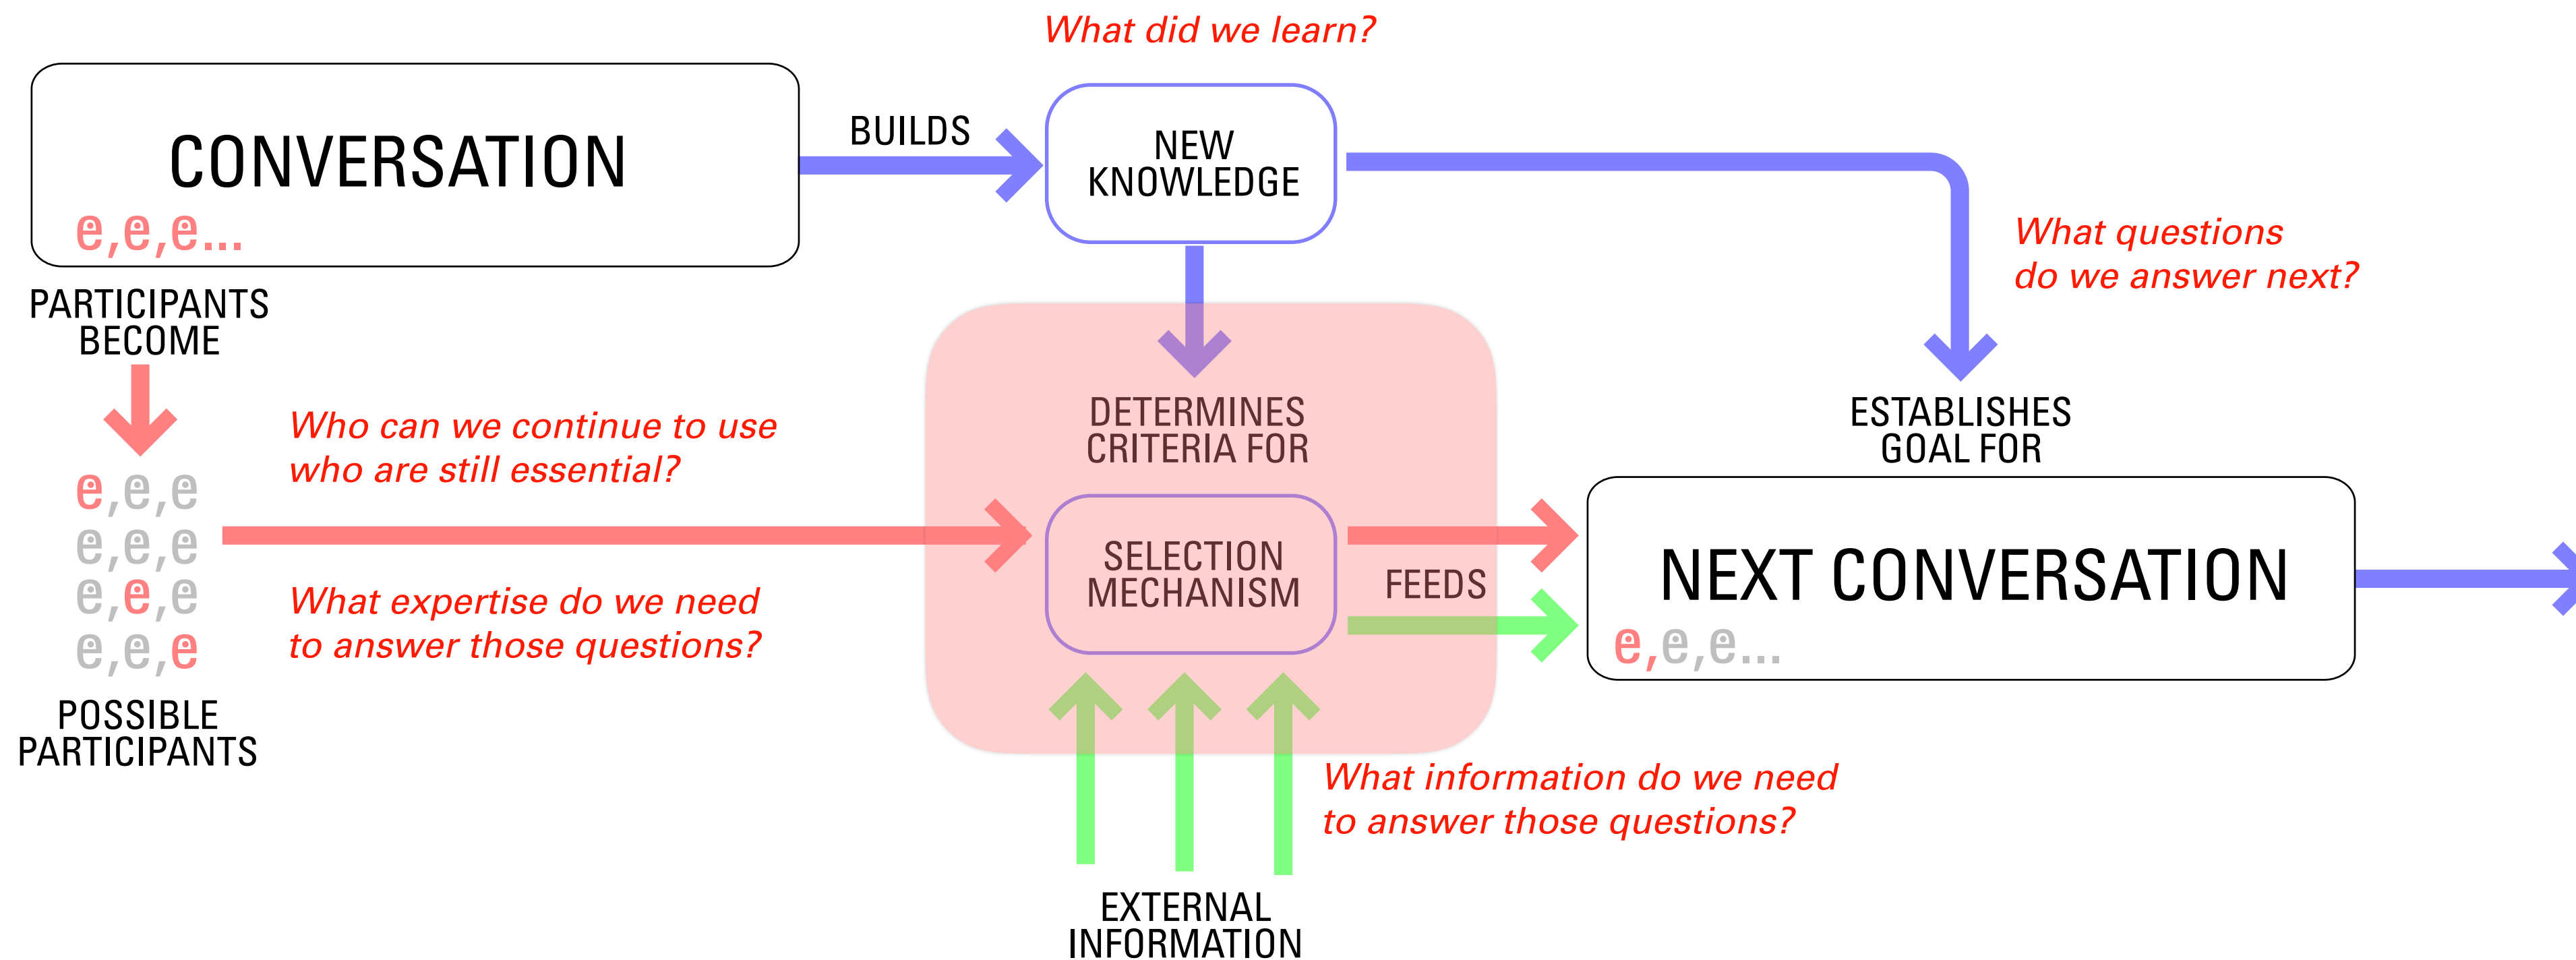 What did we learn?
CONVERSATION
e,e,e...
BUILDS
NEW
KNOWLEDGE
What questions
do we answer next?
PARTICIPANTS
BECOME
Who can we continue to use
who are still essential?
DETERMINES
CRITERIA FOR
ESTABLISHES
GOAL FOR
e,e,e
e,e,e
e,e,e
e,e,e
SELECTION
MECHANISM
FEEDS
NEXT CONVERSATION
e,e,e...
What expertise do we need
to answer those questions?
POSSIBLE
PARTICIPANTS
What information do we need
to answer those questions?
EXTERNAL
INFORMATION